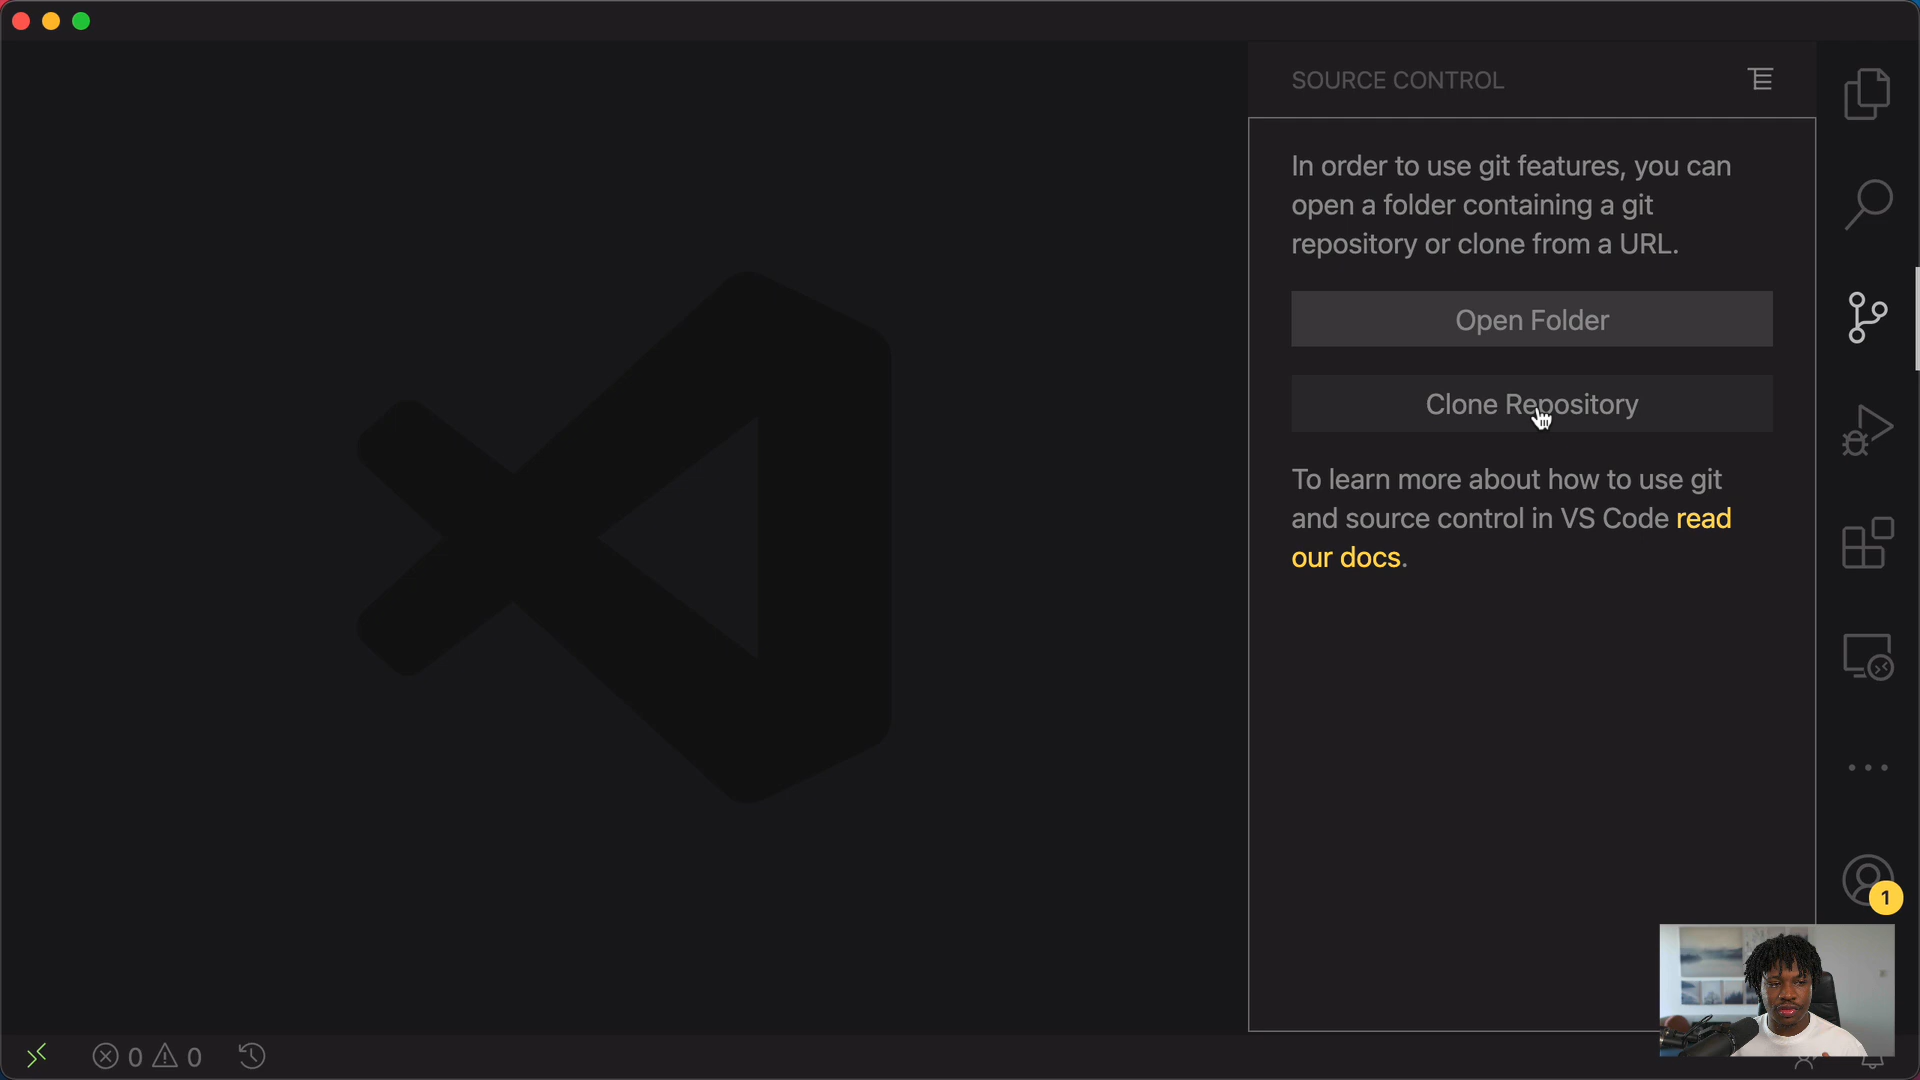 SOURCE CONTROL
In order to use git features, you can
open a folder containing a git
repository or clone from a URL.
Open Folder
Clone Repository
To learn more about how to use git
and source control in VS Code read
our docs.
1
0 0